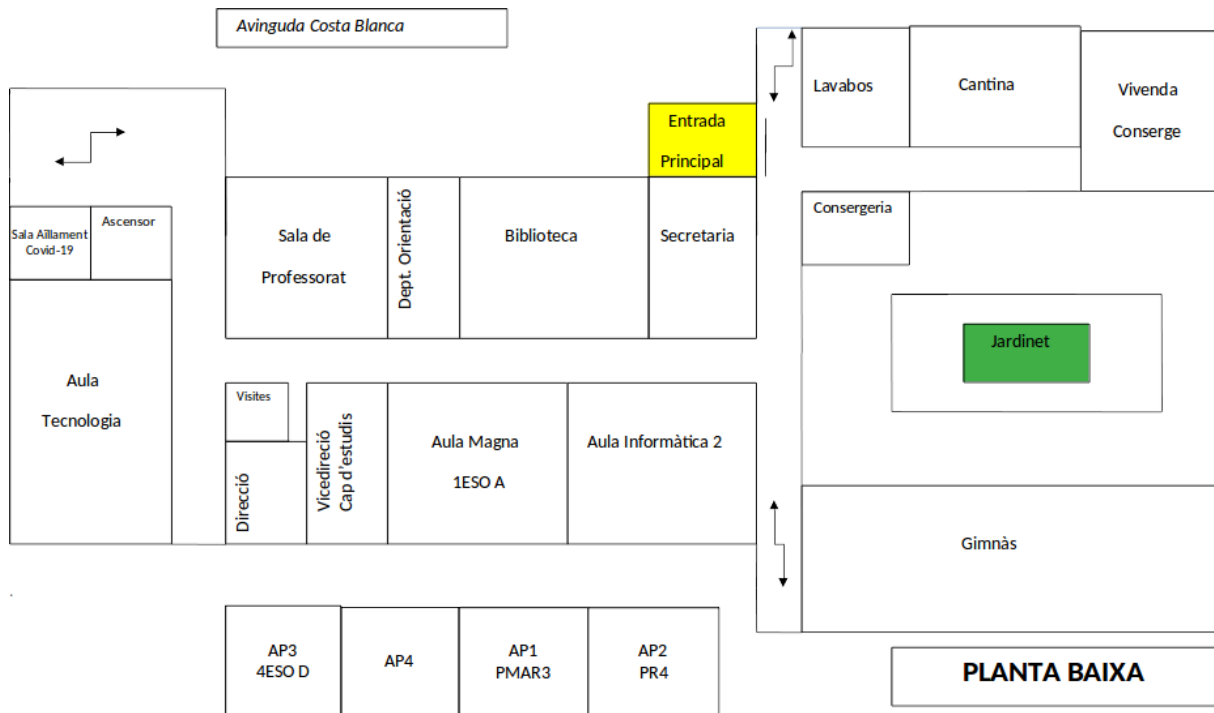 Avinguda Costa Blanca
Lavabos
Cantina
Vivenda
Conserge
Entrada
Principal
Sala Aïllament
Covid-19
Ascensor
Sala de
Professorat
Dept. Orientació
Biblioteca
Secretaria
Consergeria
Jardinet
Aula
Tecnologia
Visites
Direcció
Vicedireció
Cap d'estudis
Aula Magna
1ESO A
Aula Informàtica 2
Gimnàs
AP3
4ESO D
AP4
AP1
PMAR3
AP2
PR4
PLANTA BAIXA